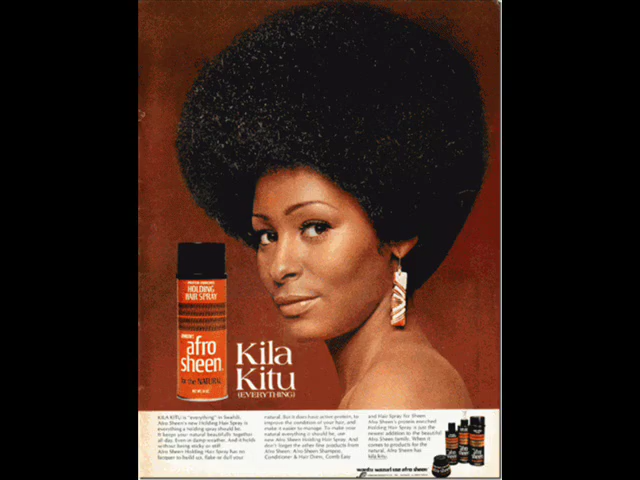 HOLDING
HAIR SPRAY
afro
sheen
for the NATURAL
Kila
Kitu
(EVERYTHING)
KILA KITU is "everything" in Swahili.
Afro Sheen's new Holding Hair Spray is
everything a holding spray should be.
It keeps your natural beautifully together
all day. Even in damp weather. And it holds
without being sticky or stiff.
Afro Sheen Holding Hair Spray has no
lacquer to build up, flake or dull your
natural. But it does have active protein, to
improve the condition of your hair, and
make it easier to manage. To make your
natural everything it should be, use
new Afro Sheen Holding Hair Spray. And
don't forget the other fine products from
Afro Sheen: Afro Sheen Shampoo,
Conditioner & Hair Dress, Comb Easy
and Hair Spray for Sheen.
Afro Sheen's protein enriched
Holding Hair Spray is just the
newest addition to the beautiful
Afro Sheen family. When it
comes to products for the
natural, Afro Sheen has
kila kitu.
watu wazuri use afro sheen